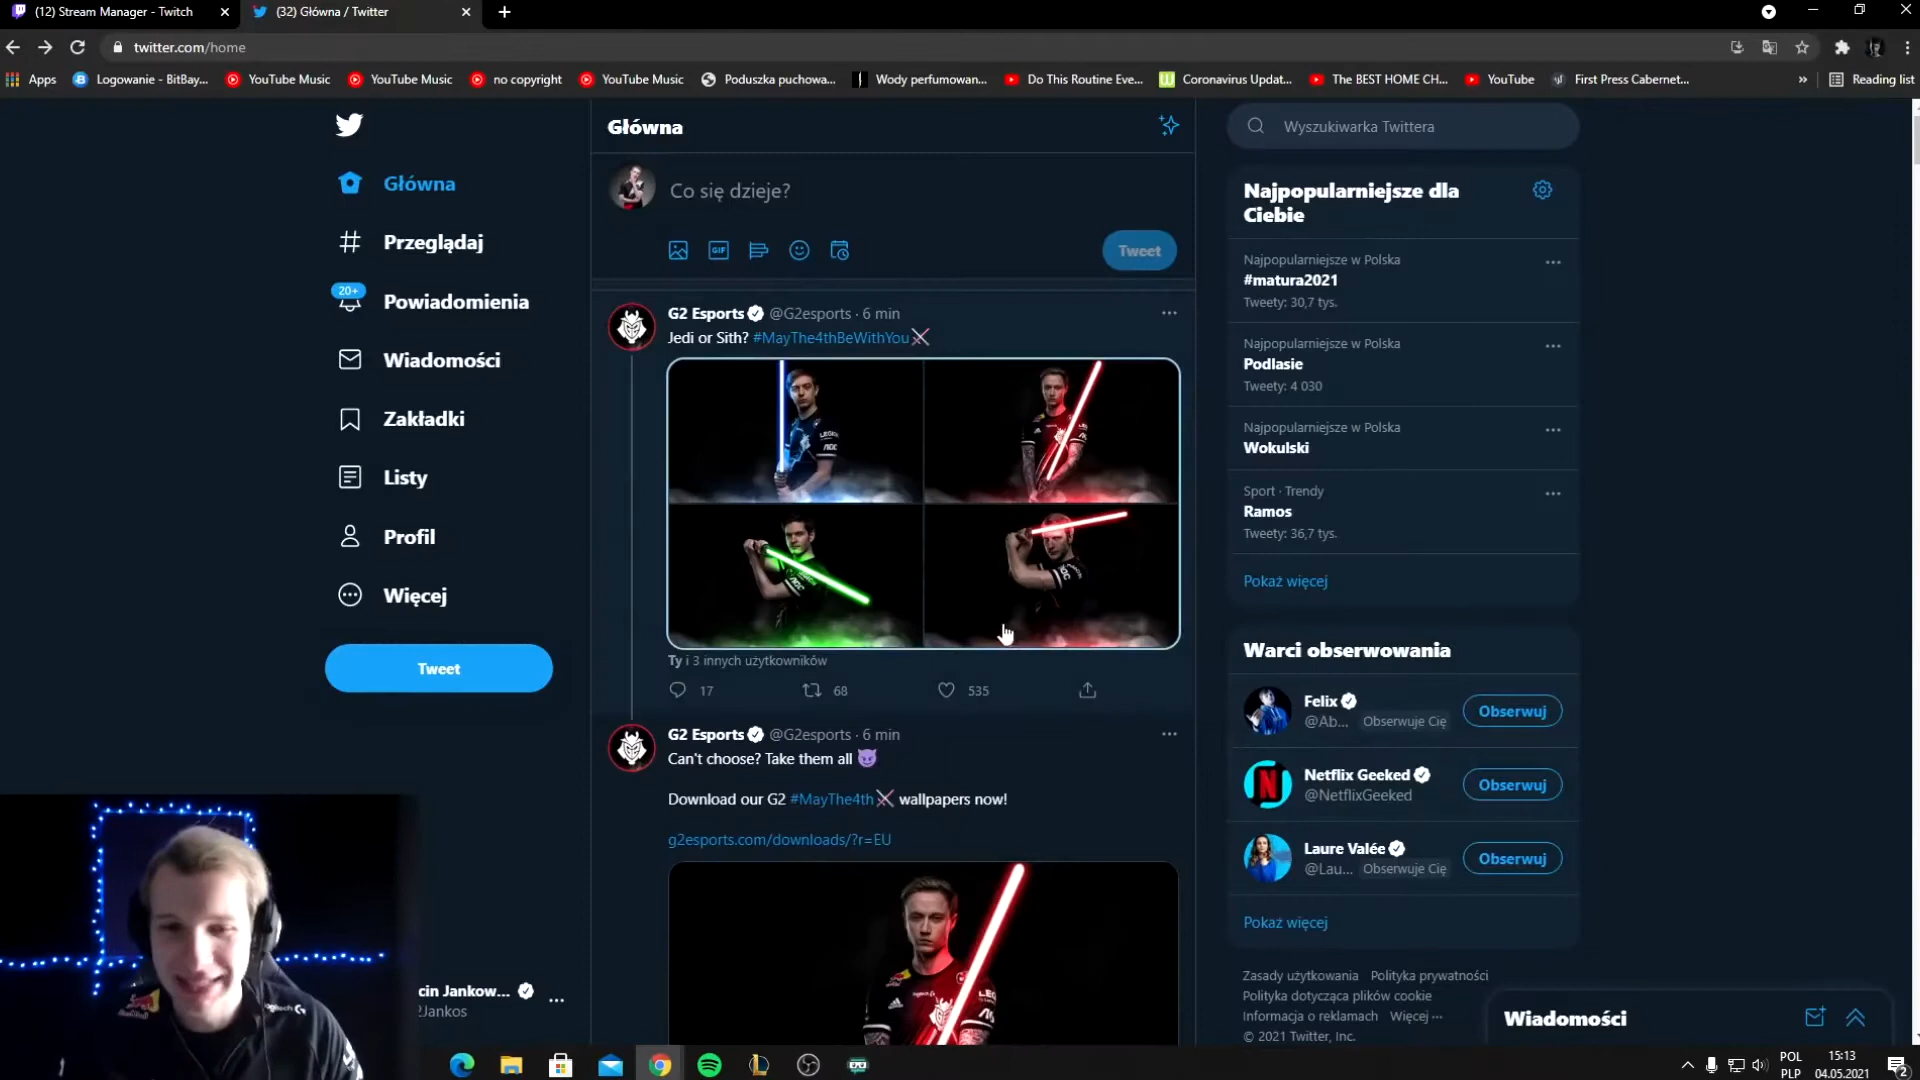 (12) Stream Manager - Twitch
(32) Główna / Twitter
twitter.com/home
Apps
Logowanie - BitBay...
YouTube Music
YouTube Music
no copyright
YouTube Music
Poduszka puchowa...
Wody perfumowan...
Do This Routine Eve...
Coronavirus Updat...
The BEST HOME CH...
YouTube
First Press Cabernet...
»
Reading list
Główna
Przeglądaj
20+
Powiadomienia
Wiadomości
Zakładki
Listy
Profil
Więcej
Tweet
cin Jankow...
Jankos
Główna
Co się dzieje?
GIF
Tweet
G2 Esports @G2esports · 6 min
Jedi or Sith? #MayThe4thBeWithYou
Ty i 3 innych użytkowników
17
68
535
G2 Esports @G2esports · 6 min
Can't choose? Take them all
Download our G2 #MayThe4th wallpapers now!
g2esports.com/downloads/?r=EU
Wyszukiwarka Twittera
Najpopularniejsze dla
Ciebie
Najpopularniejsze w Polska
#matura2021
Tweety: 30,7 tys.
Najpopularniejsze w Polska
Podlasie
Tweety: 4 030
Najpopularniejsze w Polska
Wokulski
Sport · Trendy
Ramos
Tweety: 36,7 tys.
Pokaż więcej
Warci obserwowania
Felix
@Ab... Obserwuje Cię
Obserwuj
Netflix Geeked
@NetflixGeeked
Obserwuj
Laure Valée
@Lau... Obserwuje Cię
Obserwuj
Pokaż więcej
Zasady użytkowania Polityka prywatności
Polityka dotycząca plików cookie
Informacja o reklamach Więcej ···
© 2021 Twitter, Inc.
Wiadomości
POL
PLP
15:13
04.05.2021
2